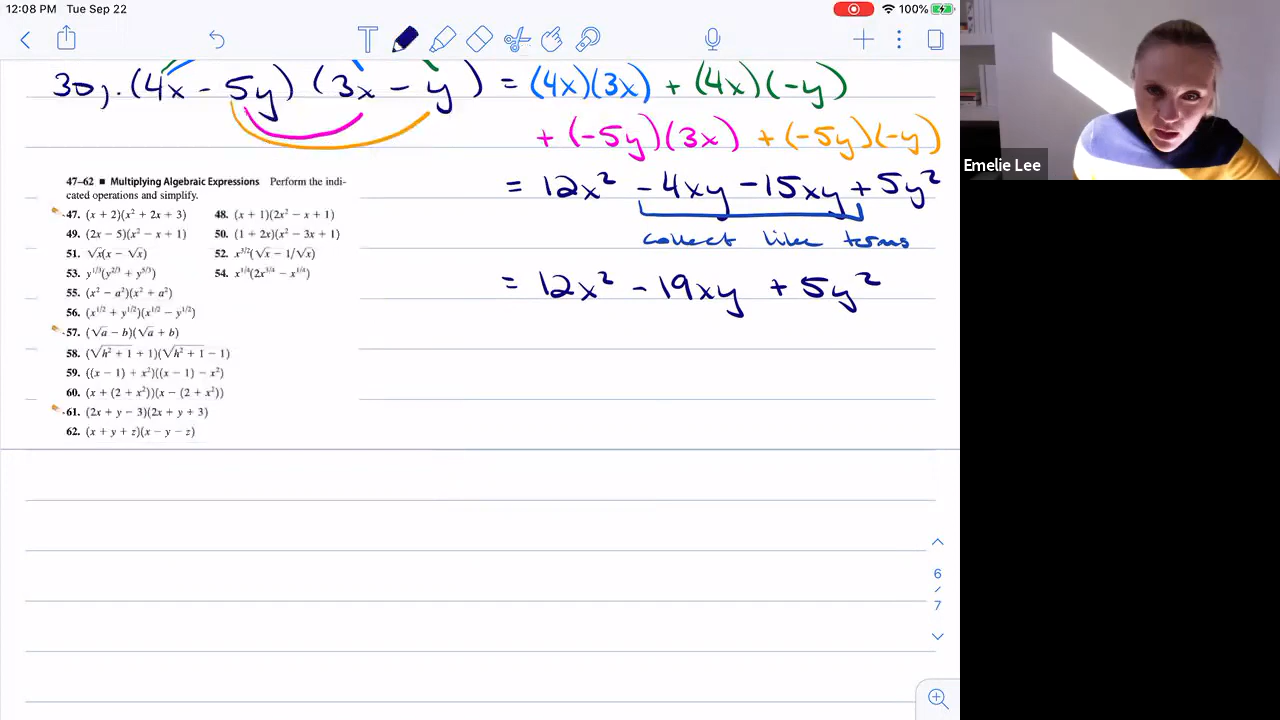 12:08 PM Tue Sep 22
100%
T
30). (4x - 5y) (3x - y) = (4x)(3x) + (4x)(-y)
+ (-5y)(3x) + (-5y)(-y)
= 12x² - 4xy - 15xy + 5y²
collect like terms
= 12x² - 19xy + 5y²
47–62 ■ Multiplying Algebraic Expressions Perform the indi-
cated operations and simplify.
47. (x + 2)(x² + 2x + 3) 48. (x + 1)(2x² − x + 1)
49. (2x − 5)(x² − x + 1) 50. (1 + 2x)(x² − 3x + 1)
51. √x(x − √x) 52. x^{3/2}(√x − 1/√x)
53. y^{1/3}(y^{2/3} + y^{5/3}) 54. x^{1/4}(2x^{3/4} − x^{1/4})
55. (x² − a²)(x² + a²)
56. (x^{1/2} + y^{1/2})(x^{1/2} − y^{1/2})
57. (√a − b)(√a + b)
58. (√(h² + 1) + 1)(√(h² + 1) − 1)
59. ((x − 1) + x²)((x − 1) − x²)
60. (x + (2 + x²))(x − (2 + x²))
61. (2x + y − 3)(2x + y + 3)
62. (x + y + z)(x − y − z)
6
/
7
Emelie Lee